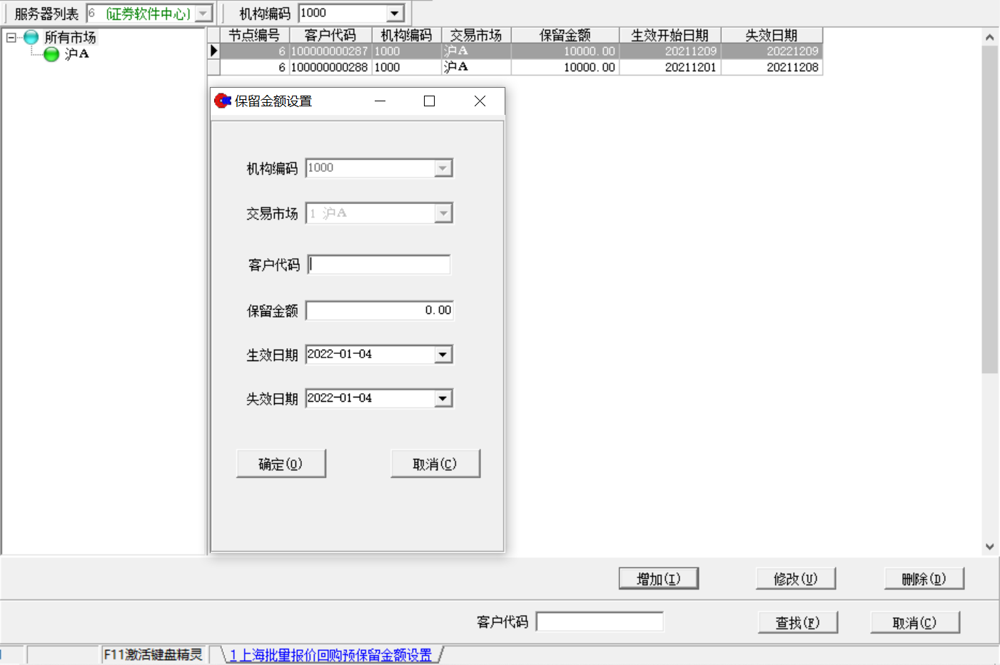 服务器列表 6 (证券软件中心) 机构编码 1000
所有市场
沪A
节点编号 客户代码 机构编码 交易市场 保留金额 生效开始日期 失效日期
6 100000000287 1000 沪A 10000.00 20211209 20221209
6 100000000288 1000 沪A 10000.00 20211201 20211208
保留金额设置
机构编码 1000
交易市场 1 沪A
客户代码
保留金额 0.00
生效日期 2022-01-04
失效日期 2022-01-04
确定(O) 取消(C)
增加(I) 修改(U) 删除(D)
客户代码 查找(F) 取消(C)
F11激活键盘精灵 1上海批量报价回购预保留金额设置